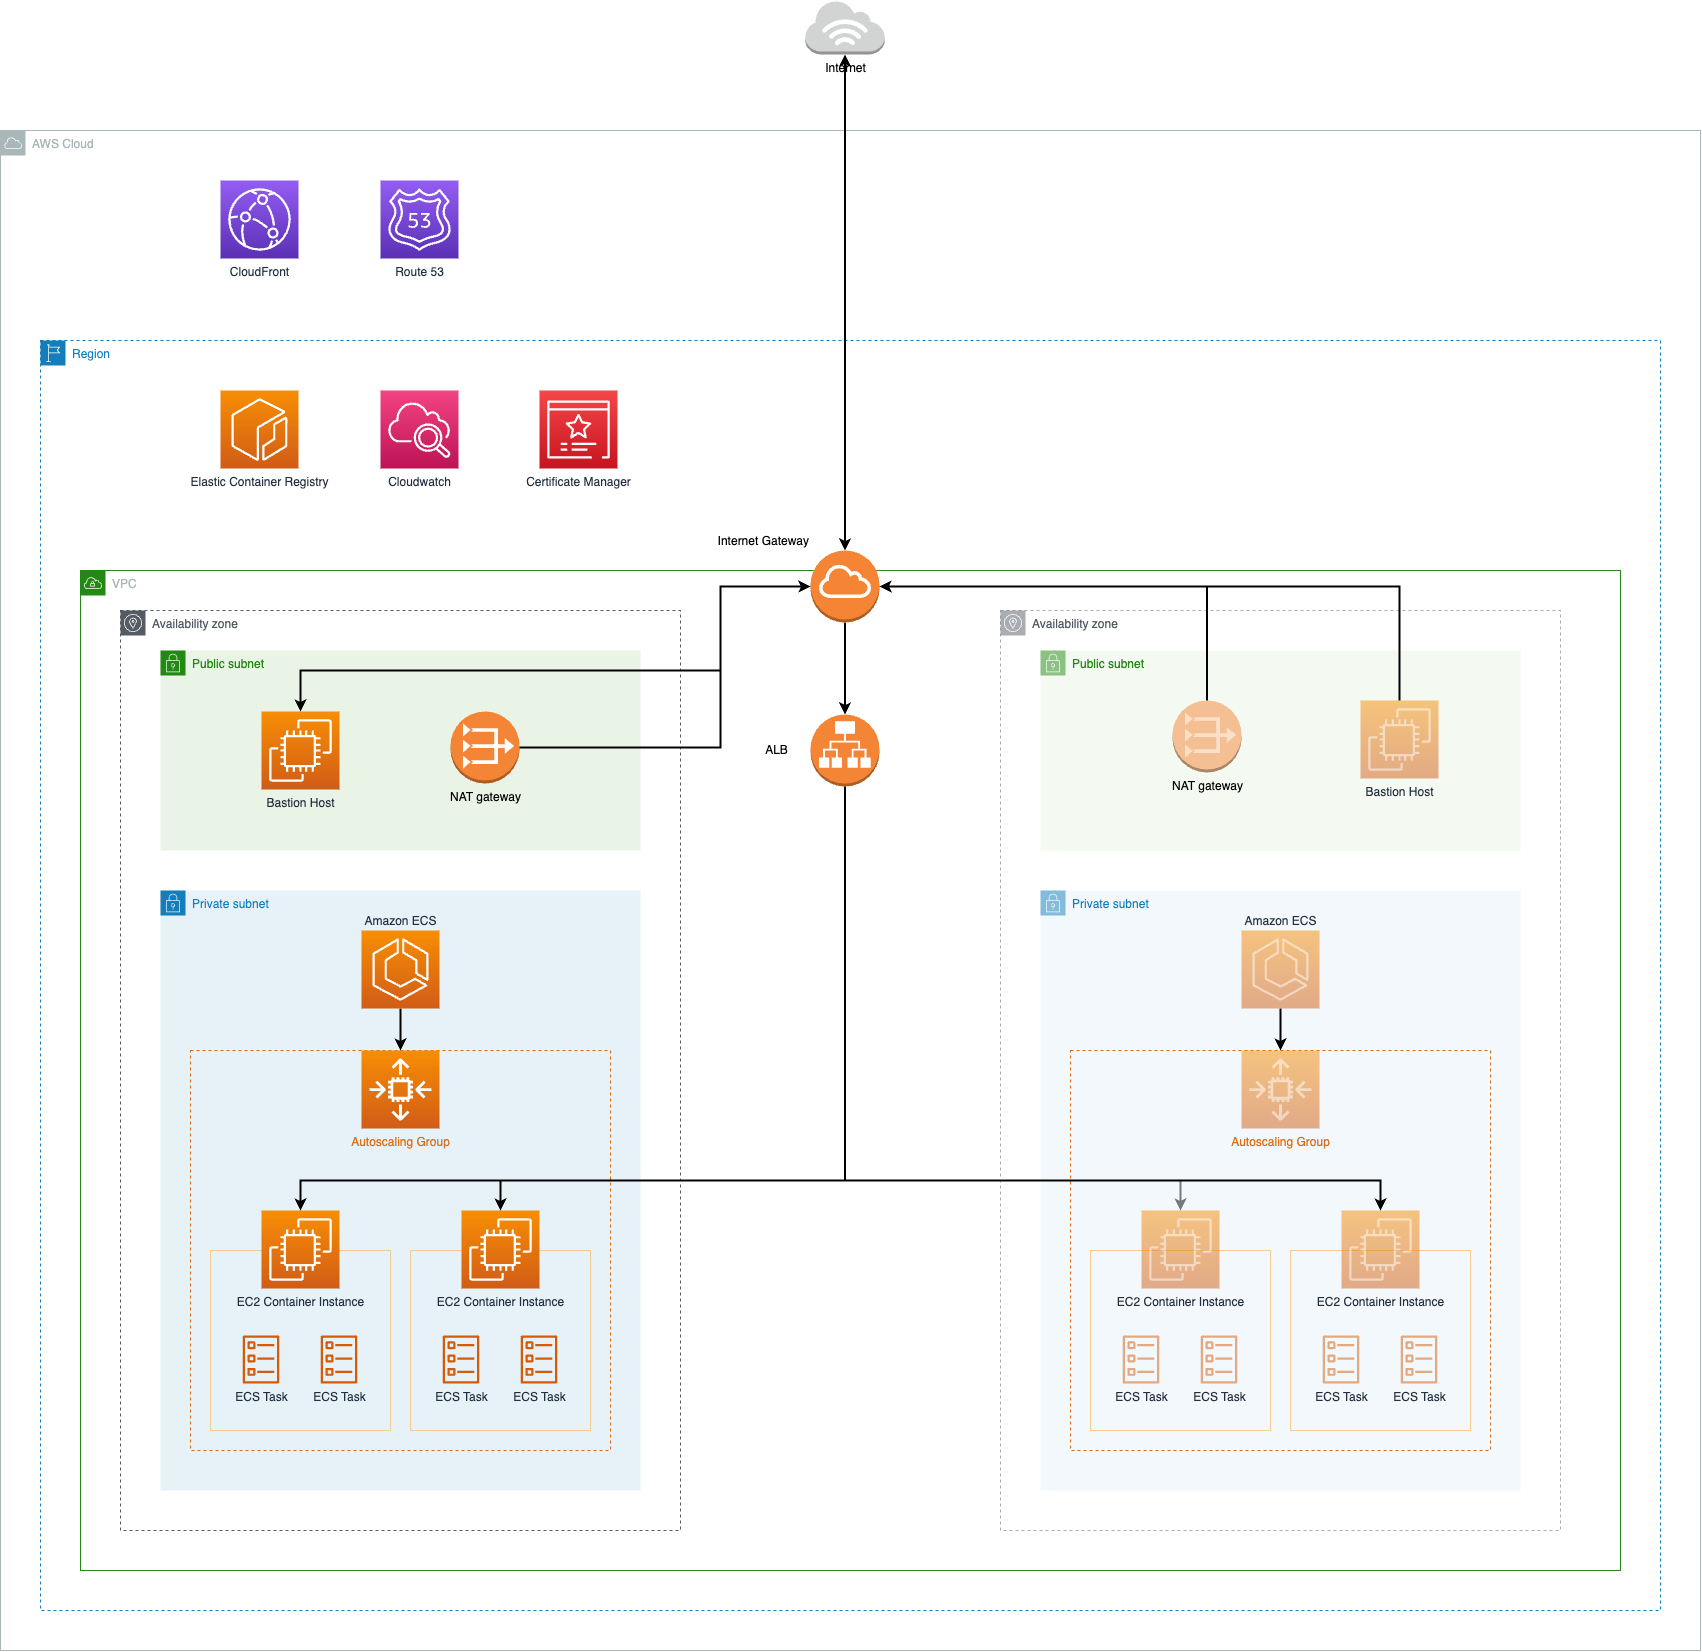 Internet
AWS Cloud
53
CloudFront
Route 53
Region
Elastic Container Registry
Cloudwatch
Certificate Manager
Internet Gateway
VPC
Availability zone
Availability zone
Public subnet
Public subnet
ALB
Bastion Host
NAT gateway
NAT gateway
Bastion Host
Private subnet
Private subnet
Amazon ECS
Amazon ECS
Autoscaling Group
Autoscaling Group
EC2 Container Instance
EC2 Container Instance
EC2 Container Instance
EC2 Container Instance
ECS Task
ECS Task
ECS Task
ECS Task
ECS Task
ECS Task
ECS Task
ECS Task